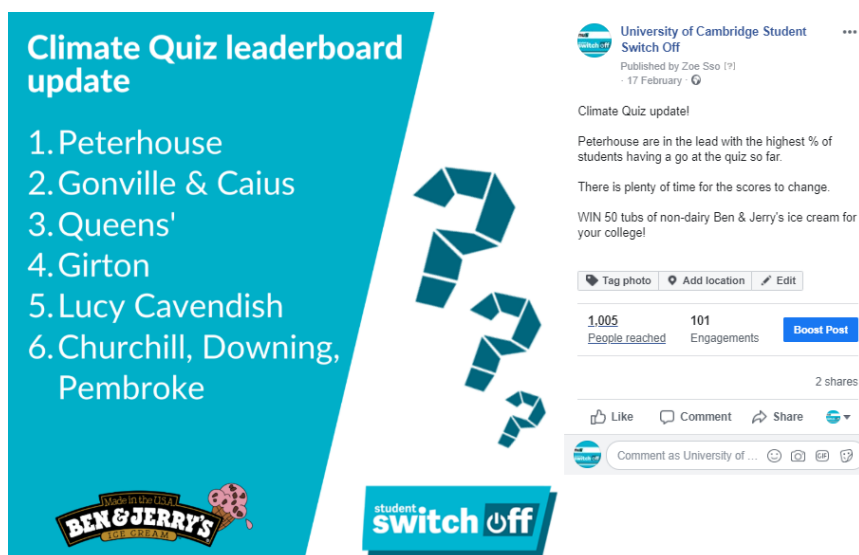 Climate Quiz leaderboard
update
1. Peterhouse
2. Gonville & Caius
3. Queens'
4. Girton
5. Lucy Cavendish
6. Churchill, Downing,
Pembroke
Made in the U.S.A.
BEN & JERRY'S
ICE CREAM
student
switch off
University of Cambridge Student
Switch Off
Published by Zoe Sso [?]
· 17 February ·
Climate Quiz update!
Peterhouse are in the lead with the highest % of
students having a go at the quiz so far.
There is plenty of time for the scores to change.
WIN 50 tubs of non-dairy Ben & Jerry's ice cream for
your college!
Tag photo Add location Edit
1,005 101
People reached Engagements
Boost Post
2 shares
Like Comment Share
Comment as University of ... GIF